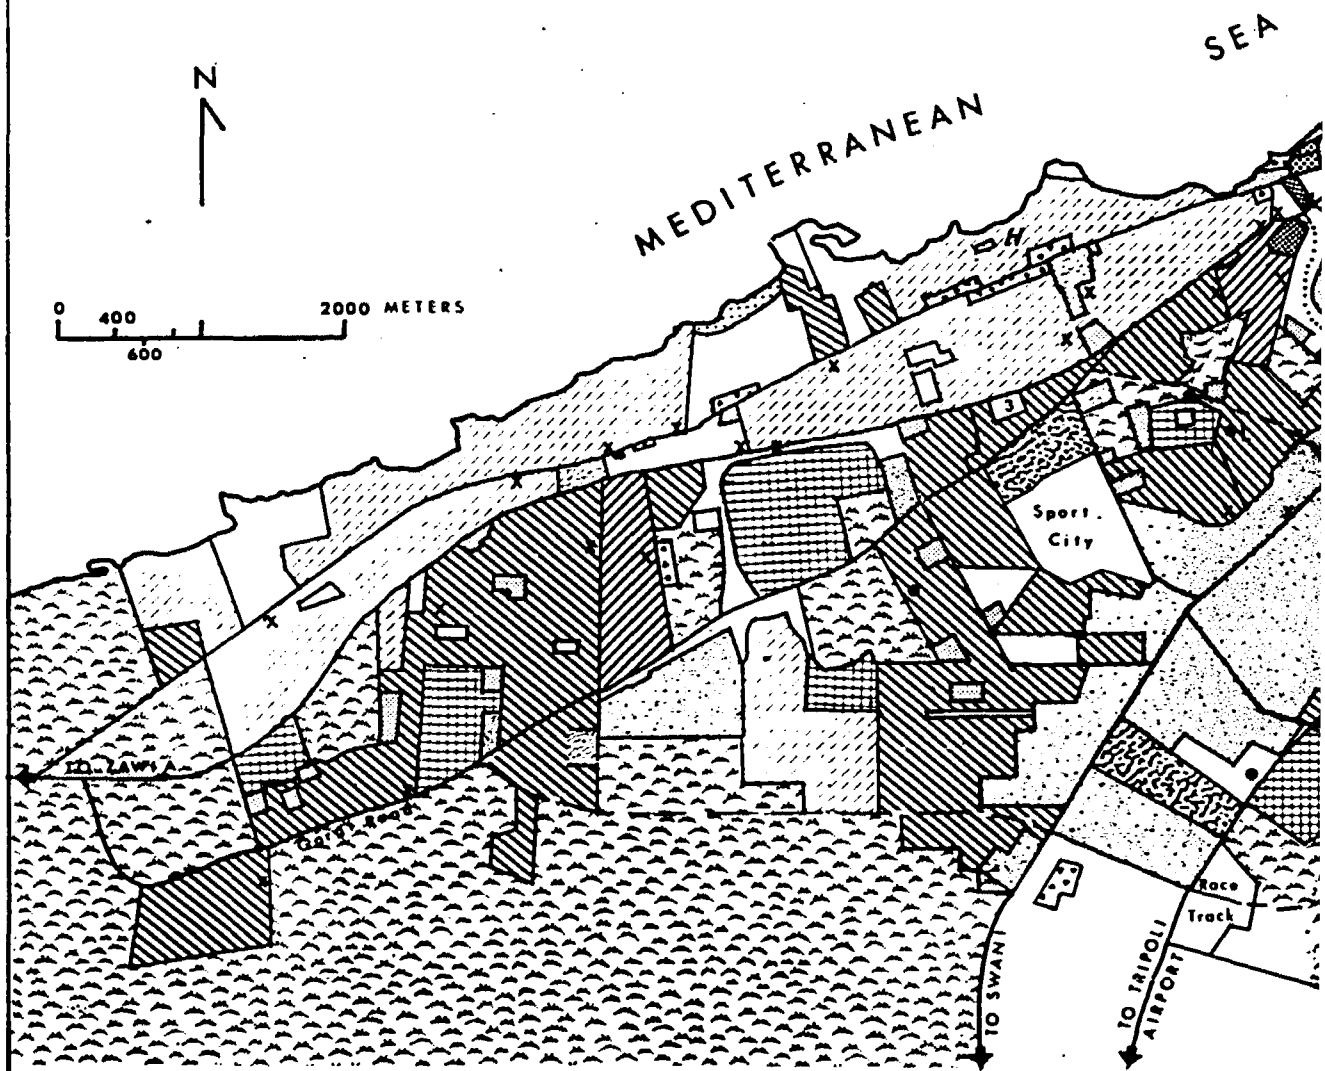 SEA
MEDITERRANEAN
N
0 400 2000 METERS
600
H
3
Sport
City
TO ZAWIA
Road
Race
Track
TO SWANI
TO TRIPOLI
AIRPORT